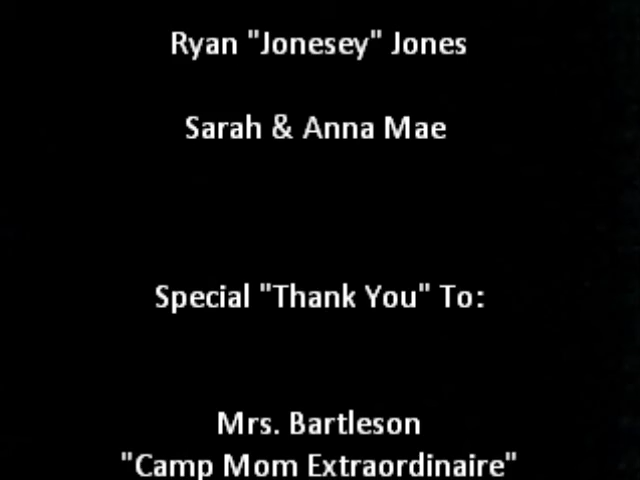 Ryan "Jonesey" Jones
Sarah & Anna Mae
Special "Thank You" To:
Mrs. Bartleson
"Camp Mom Extraordinaire"